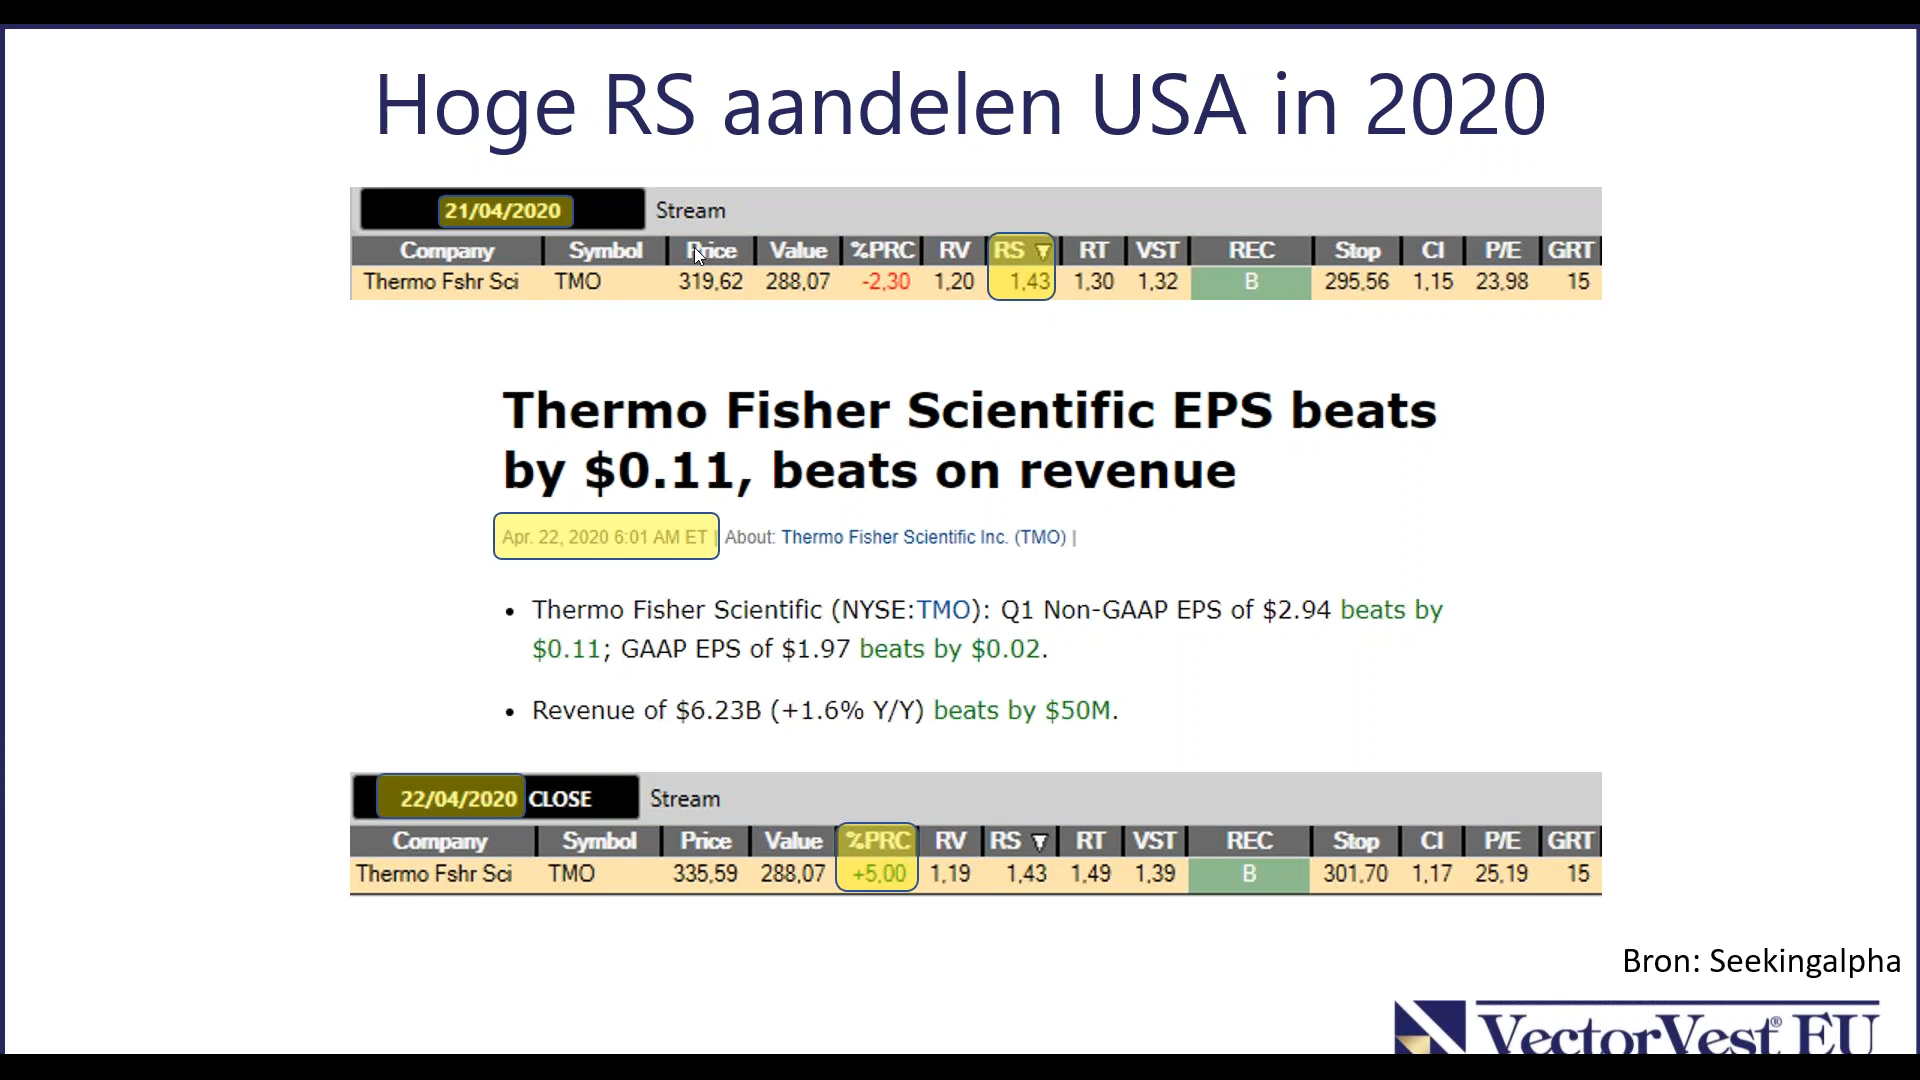 Hoge RS aandelen USA in 2020
21/04/2020 Stream
Company Symbol Price Value %PRC RV RS ▼ RT VST REC Stop CI P/E GRT
Thermo Fshr Sci TMO 319,62 288,07 -2,30 1,20 1,43 1,30 1,32 B 295,56 1,15 23,98 15
Thermo Fisher Scientific EPS beats
by $0.11, beats on revenue
Apr. 22, 2020 6:01 AM ET | About: Thermo Fisher Scientific Inc. (TMO) |
• Thermo Fisher Scientific (NYSE:TMO): Q1 Non-GAAP EPS of $2.94 beats by
$0.11; GAAP EPS of $1.97 beats by $0.02.
• Revenue of $6.23B (+1.6% Y/Y) beats by $50M.
22/04/2020 CLOSE Stream
Company Symbol Price Value %PRC RV RS ▼ RT VST REC Stop CI P/E GRT
Thermo Fshr Sci TMO 335,59 288,07 +5,00 1,19 1,43 1,49 1,39 B 301,70 1,17 25,19 15
Bron: Seekingalpha
VectorVest® EU